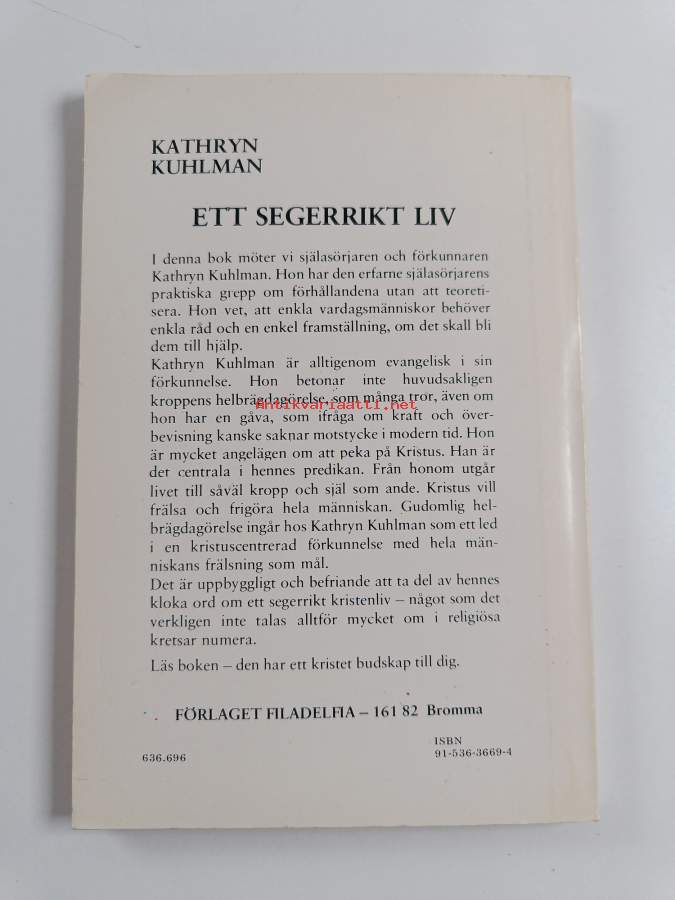 KATHRYN
KUHLMAN
ETT SEGERRIKT LIV
I denna bok möter vi själasörjaren och förkunnaren
Kathryn Kuhlman. Hon har den erfarne själasörjarens
praktiska grepp om förhållandena utan att teoreti-
sera. Hon vet, att enkla vardagsmänniskor behöver
enkla råd och en enkel framställning, om det skall bli
dem till hjälp.
Kathryn Kuhlman är alltigenom evangelisk i sin
förkunnelse. Hon betonar inte huvudsakligen
kroppens helbrägdagörelse, som många tror, även om
Antikvariaatti.net
hon har en gåva, som ifråga om kraft och över-
bevisning kanske saknar motstycke i modern tid. Hon
är mycket angelägen om att peka på Kristus. Han är
det centrala i hennes predikan. Från honom utgår
livet till såväl kropp och själ som ande. Kristus vill
frälsa och frigöra hela människan. Gudomlig hel-
brägdagörelse ingår hos Kathryn Kuhlman som ett led
i en kristuscentrerad förkunnelse med hela män-
niskans frälsning som mål.
Det är uppbyggligt och befriande att ta del av hennes
kloka ord om ett segerrikt kristenliv – något som det
verkligen inte talas alltför mycket om i religiösa
kretsar numera.
Läs boken – den har ett kristet budskap till dig.
FÖRLAGET FILADELFIA – 161 82 Bromma
ISBN
636.696
91-536-3669-4